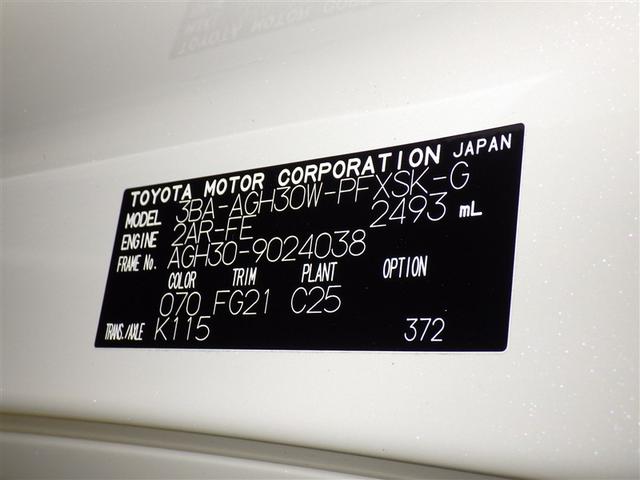 TOYOTA MOTOR CORPORATION JAPAN
MODEL 3BA-AGH30W-PFXSK-G
ENGINE 2AR-FE 2493 mL
FRAME No. AGH30-9024038
COLOR TRIM PLANT OPTION
070 FG21 C25
TRANS./AXLE K115 372